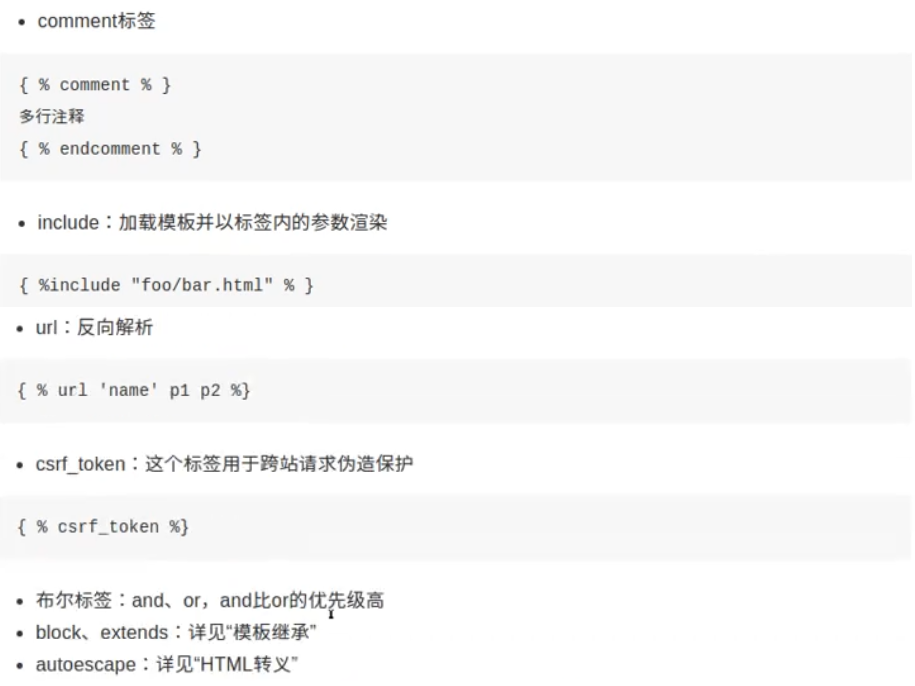 comment标签
{ % comment % }
多行注释
{ % endcomment % }
include：加载模板并以标签内的参数渲染
{ %include "foo/bar.html" % }
url：反向解析
{ % url 'name' p1 p2 %}
csrf_token：这个标签用于跨站请求伪造保护
{ % csrf_token %}
布尔标签：and、or，and比or的优先级高
block、extends：详见“模板继承”
autoescape：详见“HTML转义”